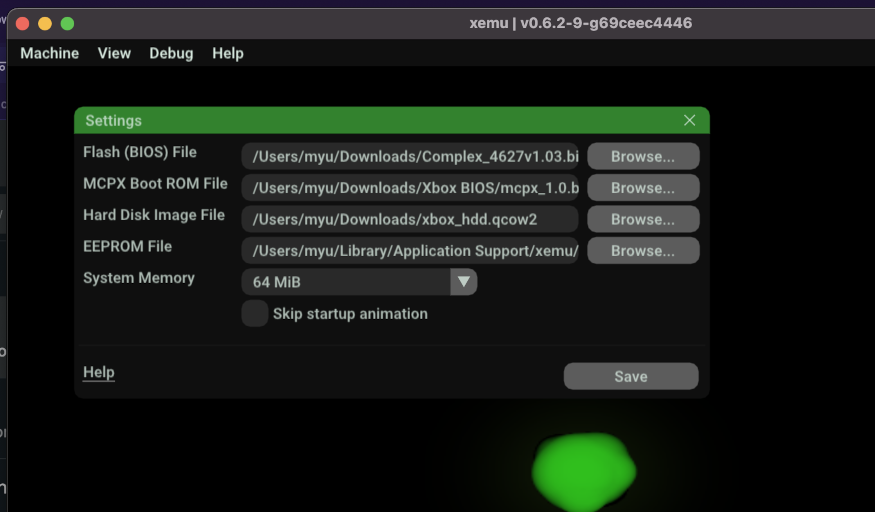 xemu | v0.6.2-9-g69ceec4446
Machine View Debug Help
Settings
Flash (BIOS) File /Users/myu/Downloads/Complex_4627v1.03.bi Browse...
MCPX Boot ROM File /Users/myu/Downloads/Xbox BIOS/mcpx_1.0.b Browse...
Hard Disk Image File /Users/myu/Downloads/xbox_hdd.qcow2 Browse...
EEPROM File /Users/myu/Library/Application Support/xemu/ Browse...
System Memory 64 MiB
Skip startup animation
Help Save